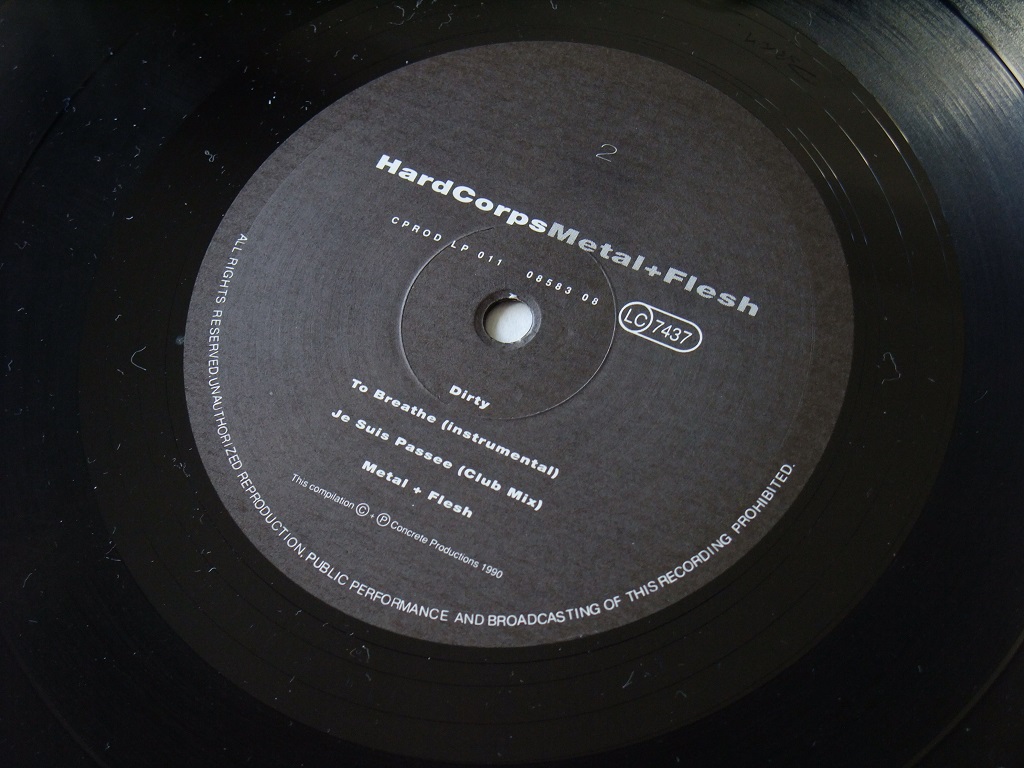 2
HardCorpsMetal+Flesh
CPROD LP 011 08583 08
LC 7437
Dirty
To Breathe (instrumental)
Je Suis Passee (Club Mix)
Metal + Flesh
This compilation © + ℗ Concrete Productions 1990
ALL RIGHTS RESERVED.UNAUTHORIZED REPRODUCTION, PUBLIC PERFORMANCE AND BROADCASTING OF THIS RECORDING PROHIBITED.